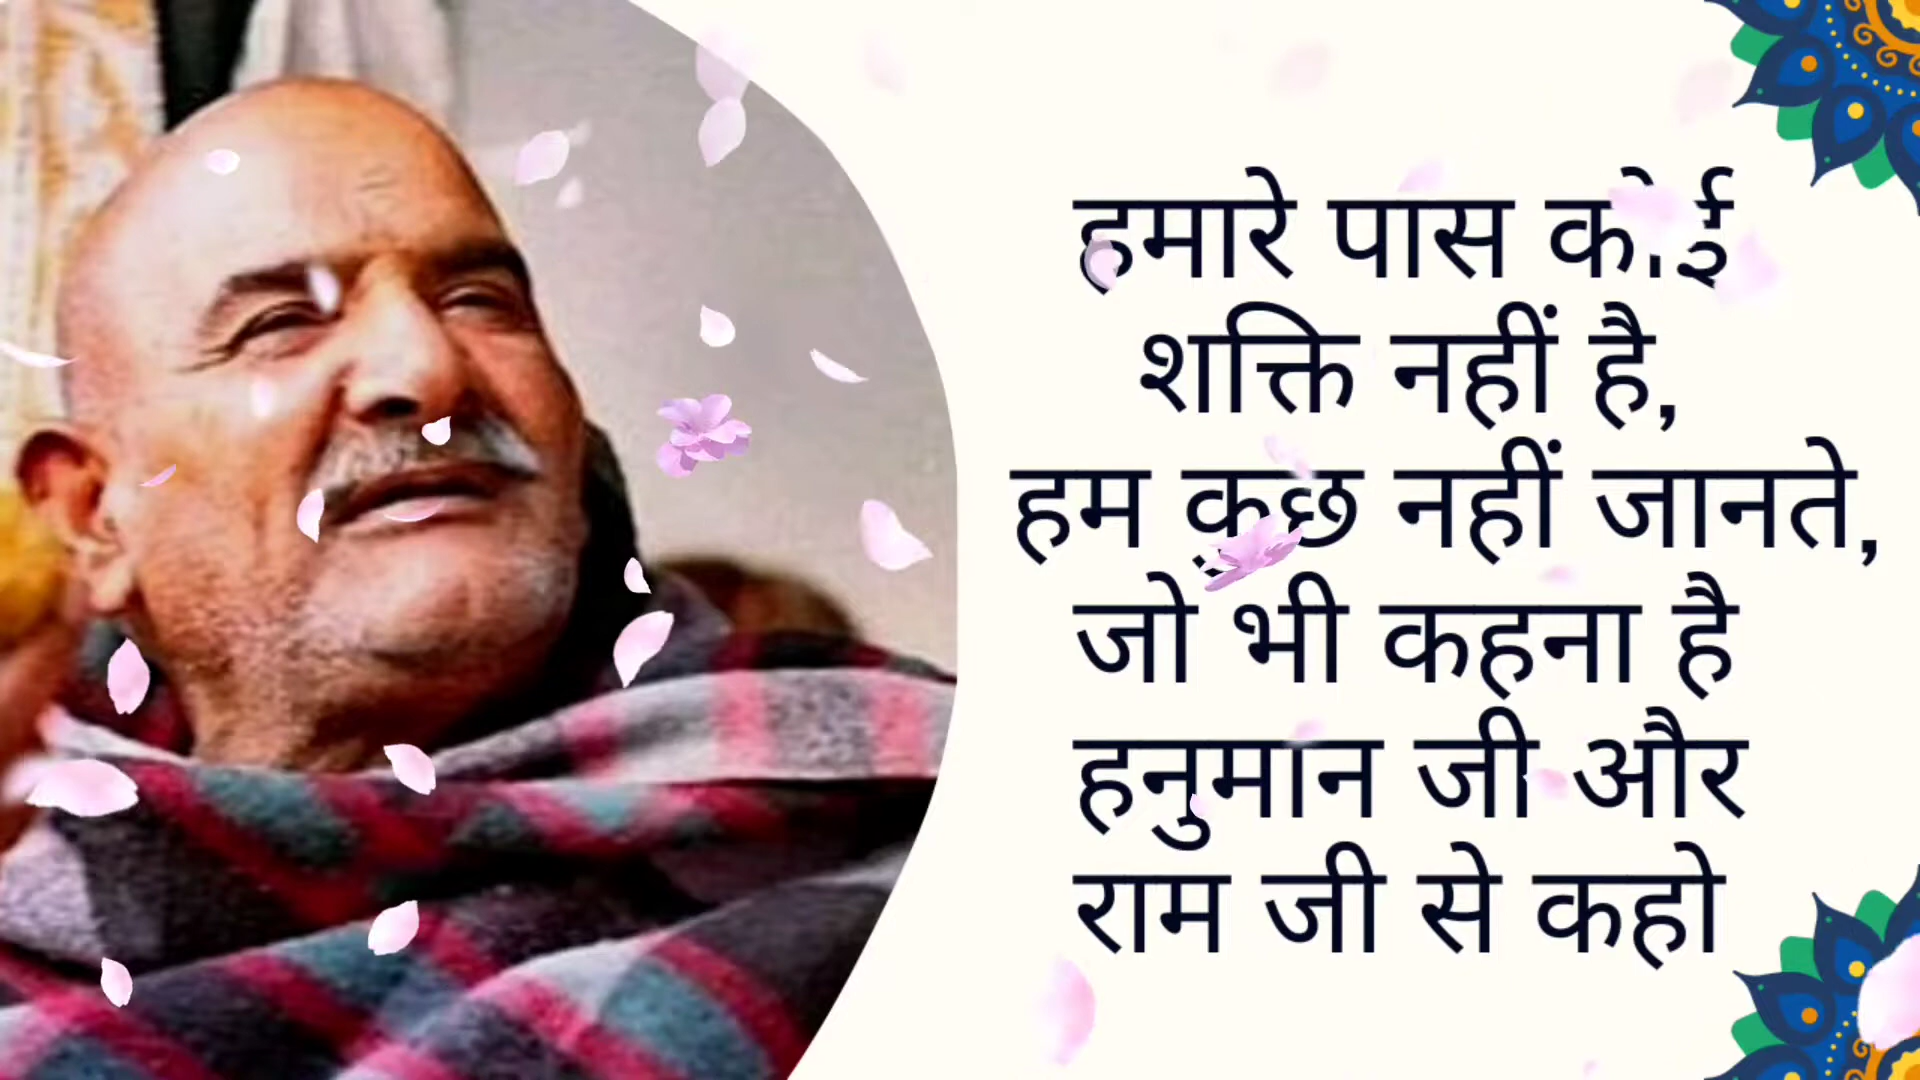 हमारे पास कोई
शक्ति नहीं है,
हम कुछ नहीं जानते,
जो भी कहना है
हनुमान जी और
राम जी से कहो